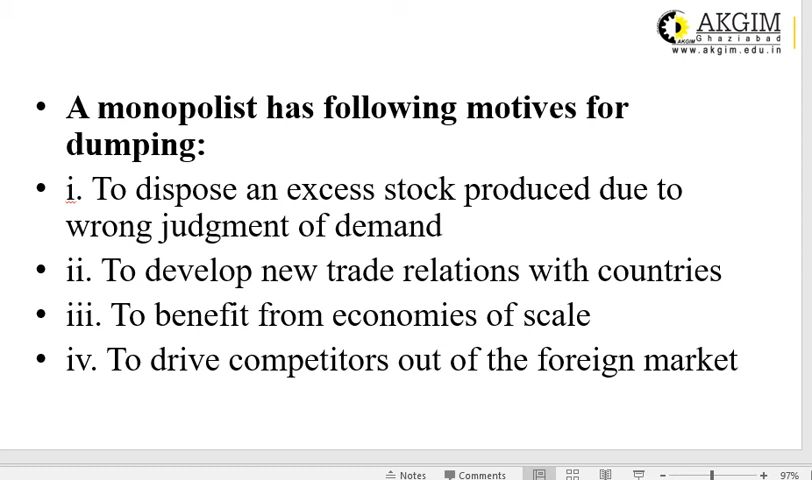 AKGIM
Ghaziabad
AKGIM
www.akgim.edu.in
• A monopolist has following motives for
dumping:
• i. To dispose an excess stock produced due to
wrong judgment of demand
• ii. To develop new trade relations with countries
• iii. To benefit from economies of scale
• iv. To drive competitors out of the foreign market
Notes Comments 97%